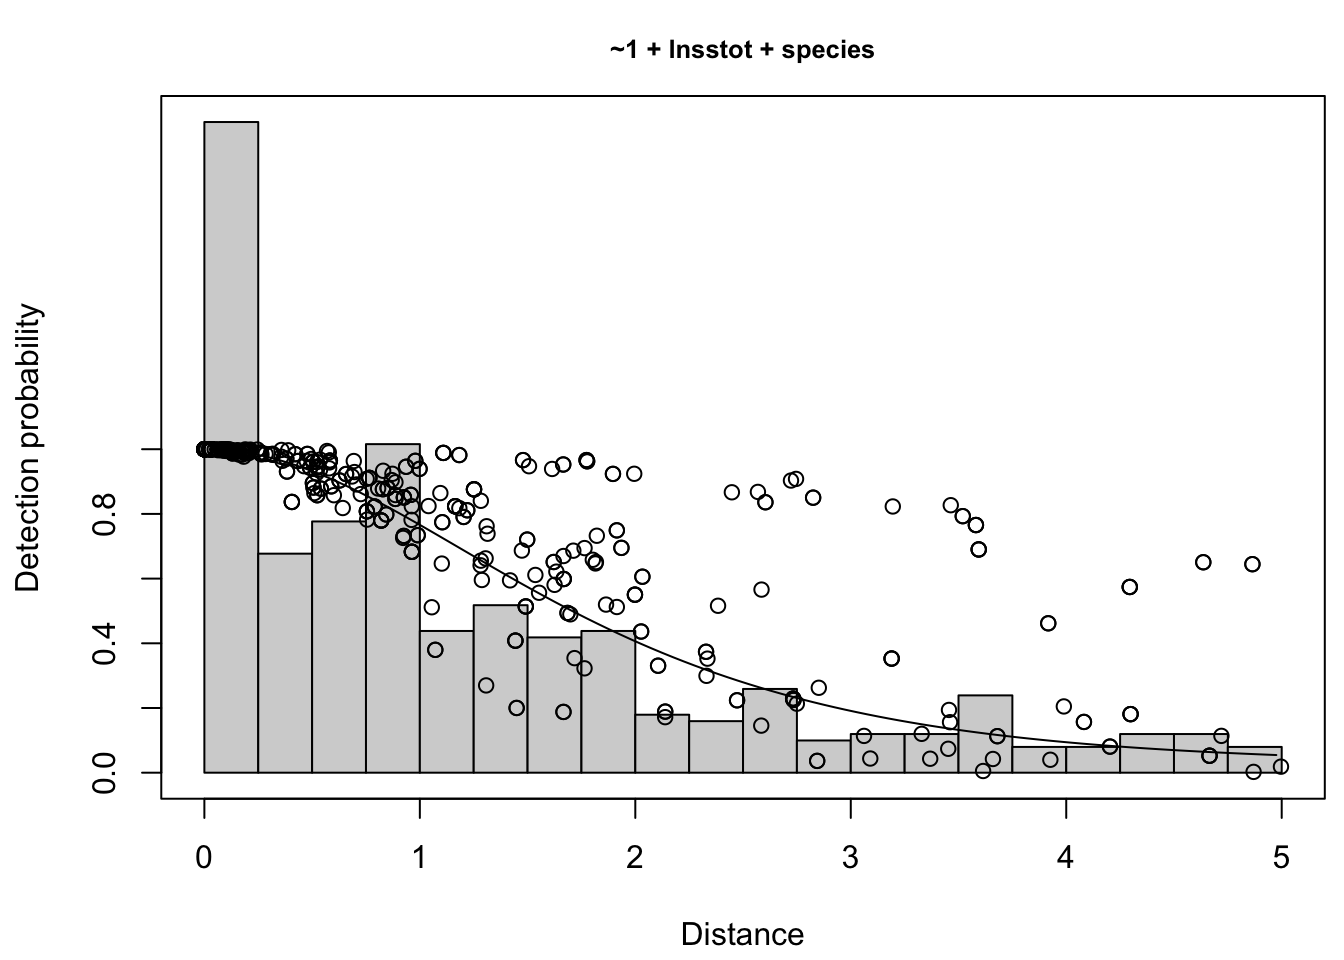 ~1 + lnsstot + species
Detection probability
0.8
0.4
0.0
0 1 2 3 4 5
Distance